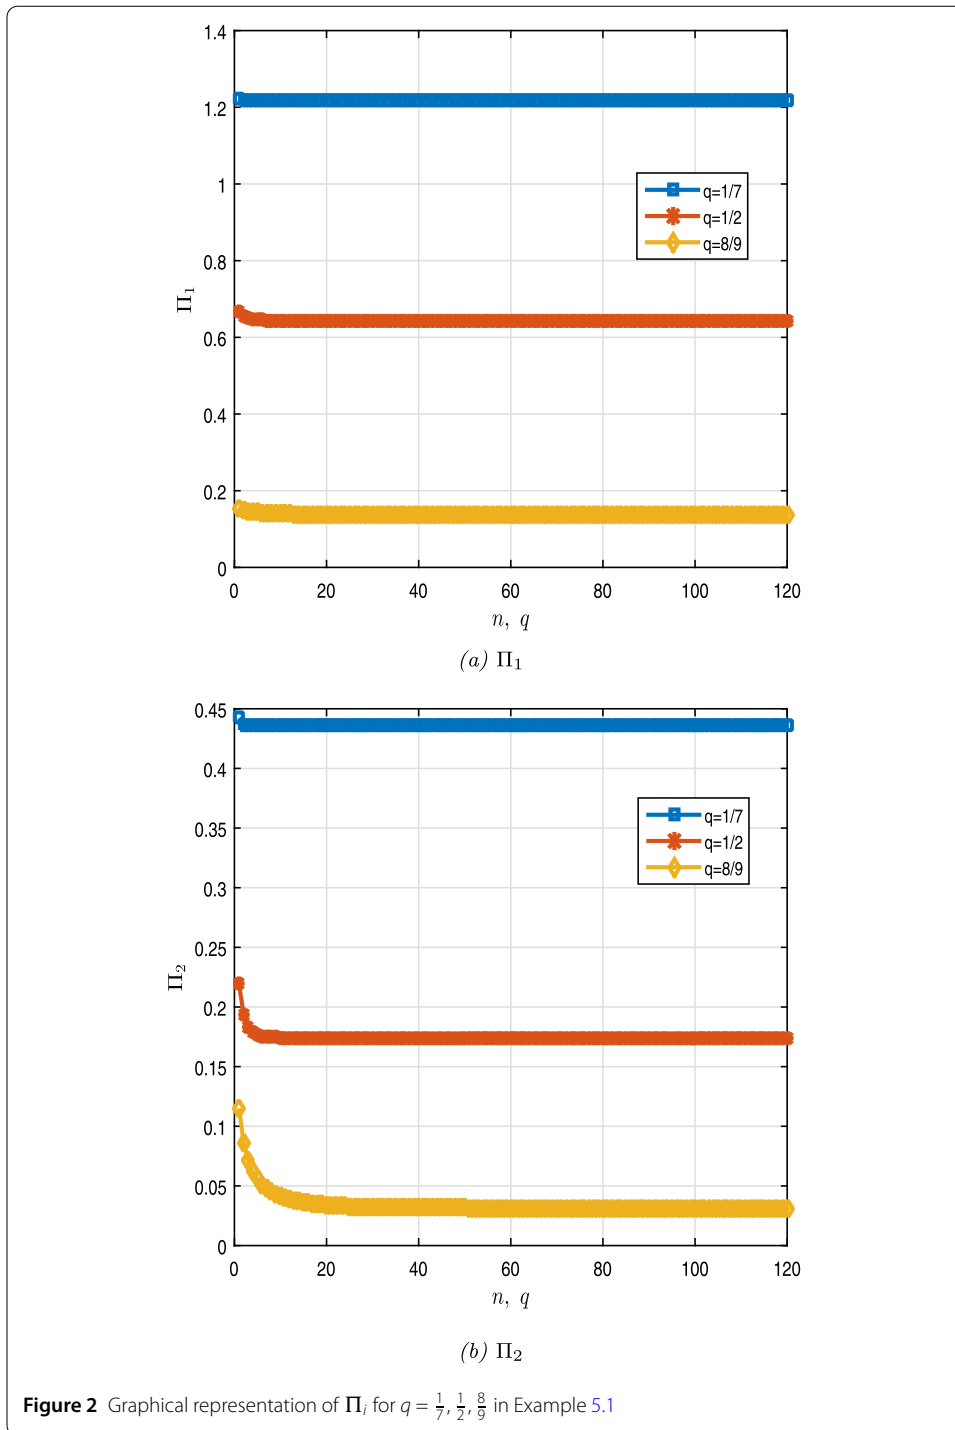 1.4
1.2
1
0.8
0.6
0.4
0.2
0
Π₁
q=1/7
q=1/2
q=8/9
0 20 40 60 80 100 120
n, q
(a) Π₁
0.45
0.4
0.35
0.3
0.25
0.2
0.15
0.1
0.05
0
Π₂
q=1/7
q=1/2
q=8/9
0 20 40 60 80 100 120
n, q
(b) Π₂
Figure 2 Graphical representation of Πᵢ for q = 1/7, 1/2, 8/9 in Example 5.1